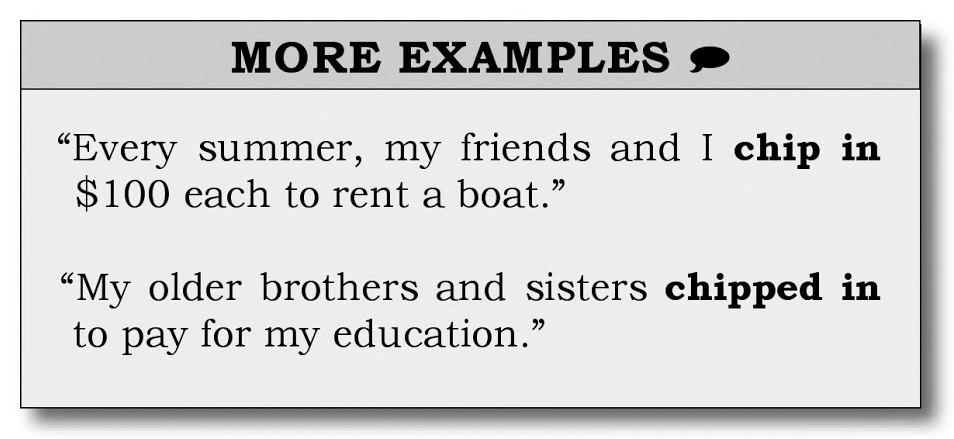 MORE EXAMPLES
“Every summer, my friends and I chip in
$100 each to rent a boat.”
“My older brothers and sisters chipped in
to pay for my education.”